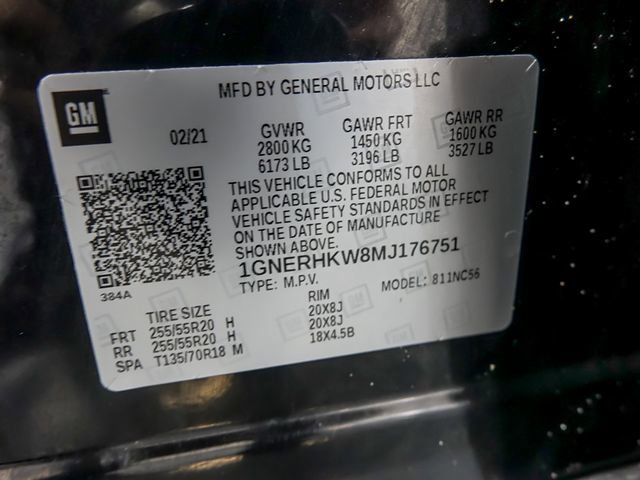 MFD BY GENERAL MOTORS LLC
GM
02/21 GVWR GAWR FRT GAWR RR
2800 KG 1450 KG 1600 KG
6173 LB 3196 LB 3527 LB
THIS VEHICLE CONFORMS TO ALL
APPLICABLE U.S. FEDERAL MOTOR
VEHICLE SAFETY STANDARDS IN EFFECT
ON THE DATE OF MANUFACTURE
SHOWN ABOVE.
1GNERHKW8MJ176751
384A
TYPE: M.P.V. MODEL: 811NC56
TIRE SIZE RIM
FRT 255/55R20 H 20X8J
RR 255/55R20 H 20X8J
SPA T135/70R18 M 18X4.5B